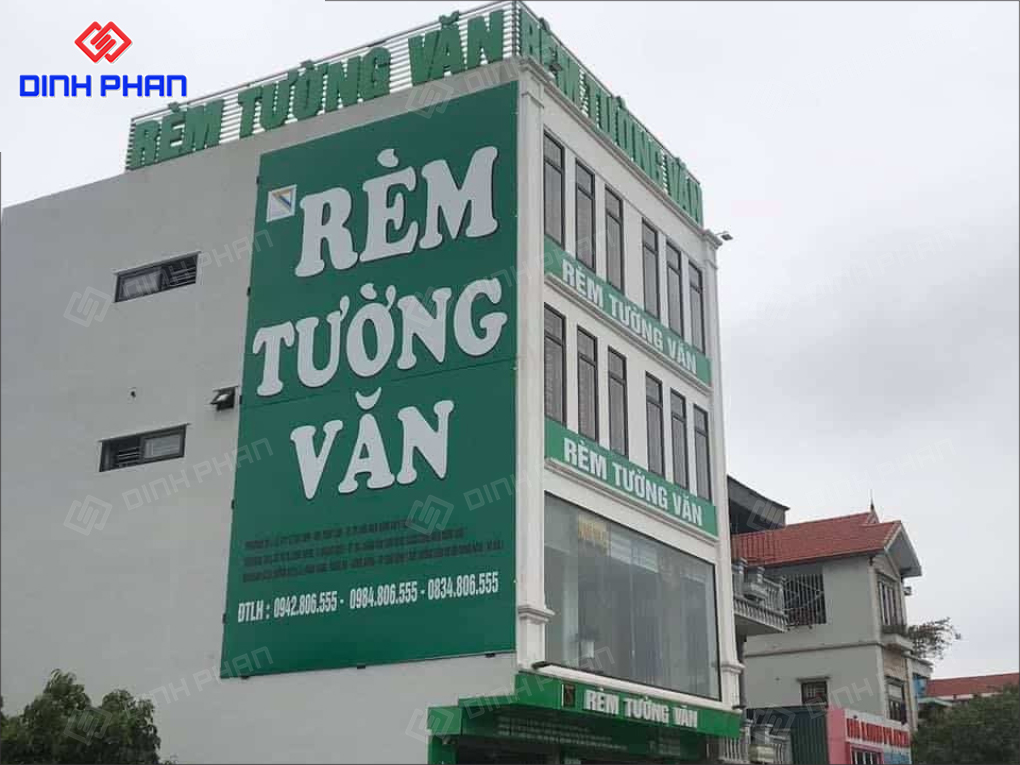 DINH PHAN
RÈM TƯỜNG VĂN
RÈM TƯỜNG VĂN
RÈM
TƯỜNG
VĂN
ĐTLH : 0942.806.555 - 0984.806.555 - 0834.806.555
RÈM TƯỜNG VĂN
RÈM TƯỜNG VĂN
RÈM TƯỜNG VĂN